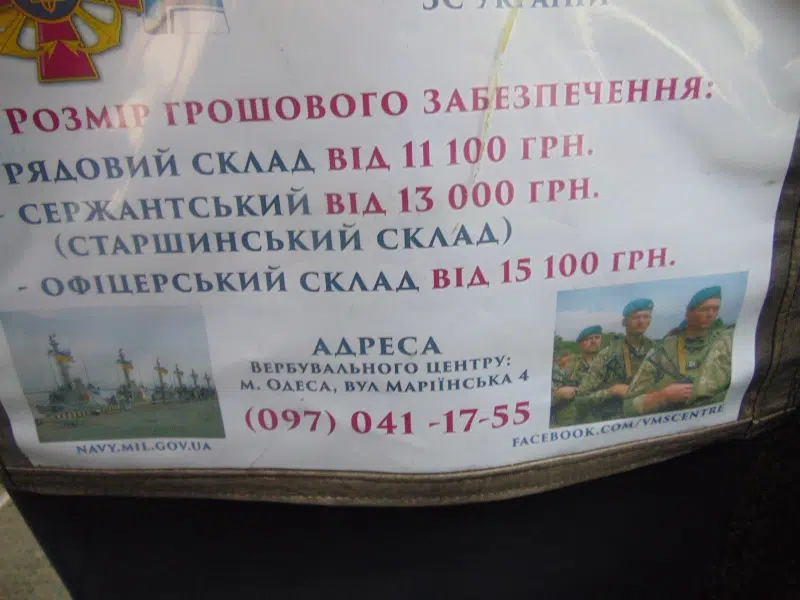 ЗС УКРАЇНИ
РОЗМІР ГРОШОВОГО ЗАБЕЗПЕЧЕННЯ:
РЯДОВИЙ СКЛАД ВІД 11 100 ГРН.
- СЕРЖАНТСЬКИЙ ВІД 13 000 ГРН.
(СТАРШИНСЬКИЙ СКЛАД)
- ОФІЦЕРСЬКИЙ СКЛАД ВІД 15 100 ГРН.
АДРЕСА
ВЕРБУВАЛЬНОГО ЦЕНТРУ:
М. ОДЕСА, ВУЛ МАРІЇНСЬКА 4
(097) 041 -17-55
NAVY.MIL.GOV.UA
FACEBOOK.COM/VMSCENTRE